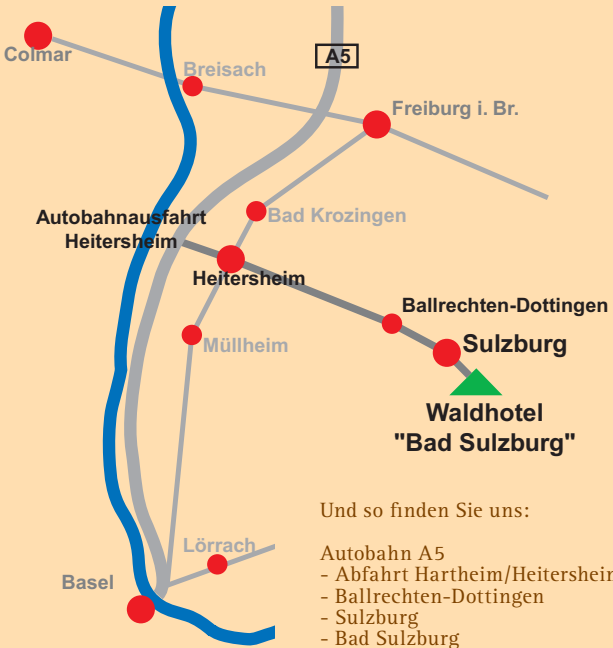 Colmar
A5
Breisach
Freiburg i. Br.
Autobahnausfahrt
Heitersheim
Bad Krozingen
Heitersheim
Ballrechten-Dottingen
Müllheim
Sulzburg
Waldhotel
"Bad Sulzburg"
Lörrach
Basel
Und so finden Sie uns:
Autobahn A5
- Abfahrt Hartheim/Heitersheim
- Ballrechten-Dottingen
- Sulzburg
- Bad Sulzburg